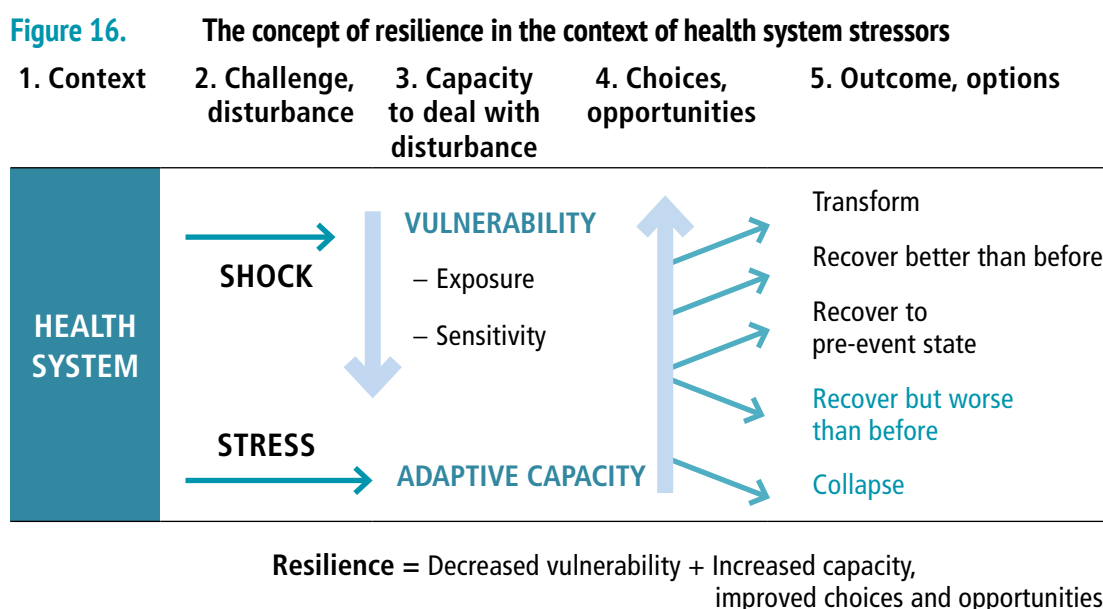 Figure 16. The concept of resilience in the context of health system stressors
1. Context
2. Challenge,
disturbance
3. Capacity
to deal with
disturbance
4. Choices,
opportunities
5. Outcome, options
HEALTH
SYSTEM
SHOCK
STRESS
VULNERABILITY
– Exposure
– Sensitivity
ADAPTIVE CAPACITY
Transform
Recover better than before
Recover to
pre-event state
Recover but worse
than before
Collapse
Resilience = Decreased vulnerability + Increased capacity,
improved choices and opportunities